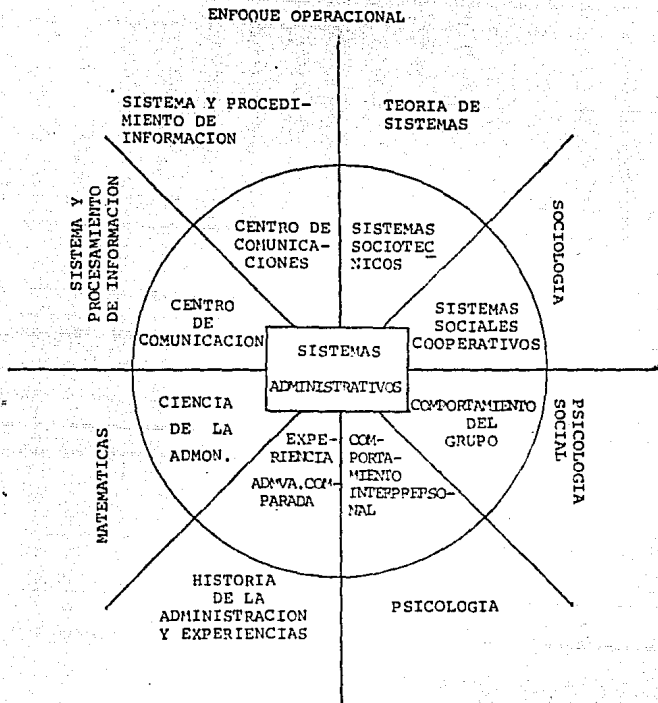 ENFOQUE OPERACIONAL
SISTEMA Y PROCEDI-
MIENTO DE
INFORMACION
TEORIA DE
SISTEMAS
SISTEMA Y
PROCESAMIENTO
DE INFORMACION
CENTRO DE
COMUNICA-
CIONES
SISTEMAS
SOCIOTEC
NICOS
SOCIOLOGIA
CENTRO
DE
COMUNICACION
SISTEMAS
SOCIALES
COOPERATIVOS
SISTEMAS
ADMINISTRATIVOS
CIENCIA
DE LA
ADMON.
EXPE-
RIENCIA
ADMVA.COM-
PARADA
COM-
PORTA-
MIENTO
INTERPREPSO-
NAL
COMPORTAMIENTO
DEL
GRUPO
PSICOLOGIA
SOCIAL
MATEMATICAS
HISTORIA
DE LA
ADMINISTRACION
Y EXPERIENCIAS
PSICOLOGIA